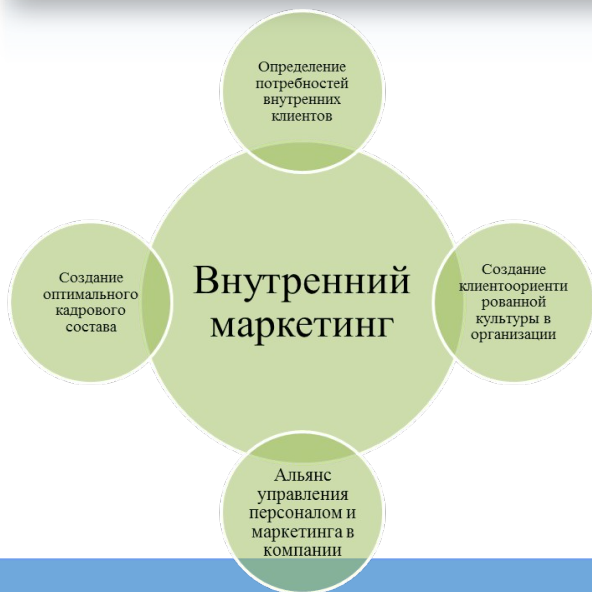 Определение
потребностей
внутренних
клиентов
Создание
оптимального
кадрового
состава
Внутренний
маркетинг
Создание
клиентоориенти
рованной
культуры в
организации
Альянс
управления
персоналом и
маркетинга в
компании